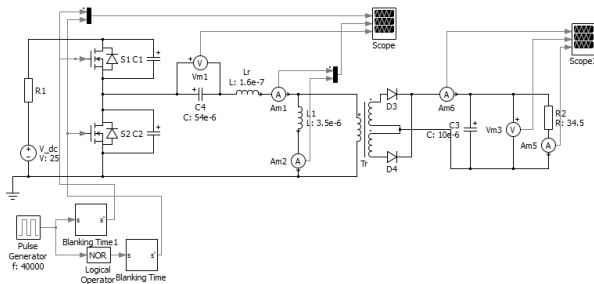 S1 C1
Scope
Scope2
R1
Vm1
Lr
L: 1.6e-7
C4
C: 54e-6
Am1
D3
Am6
L1
L: 3.5e-6
S2 C2
C3
C: 10e-6
Vm3
R2
R: 34.5
V_dc
V: 25
Am2
Tr
D4
Am5
V
A
A
A
V
A
s s'
Blanking Time1
Pulse
Generator
f: 40000
NOR
Logical
Operator
s s'
Blanking Time